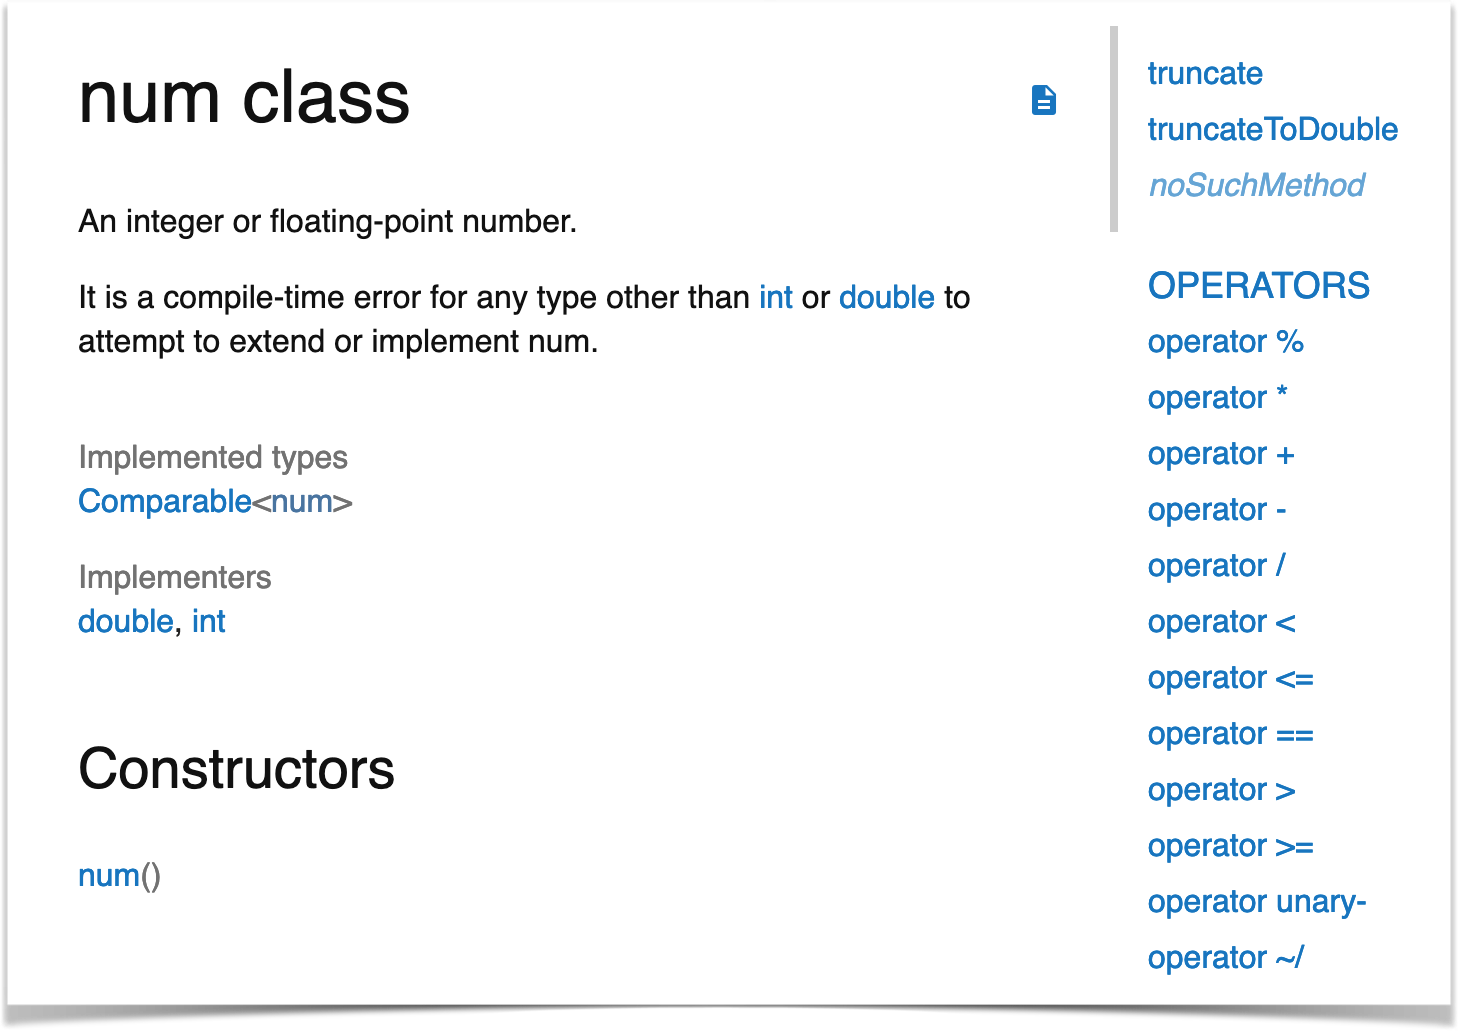 num class
An integer or floating-point number.
It is a compile-time error for any type other than int or double to
attempt to extend or implement num.
Implemented types
Comparable<num>
Implementers
double, int
Constructors
num()
truncate
truncateToDouble
noSuchMethod
OPERATORS
operator %
operator *
operator +
operator -
operator /
operator <
operator <=
operator ==
operator >
operator >=
operator unary-
operator ~/